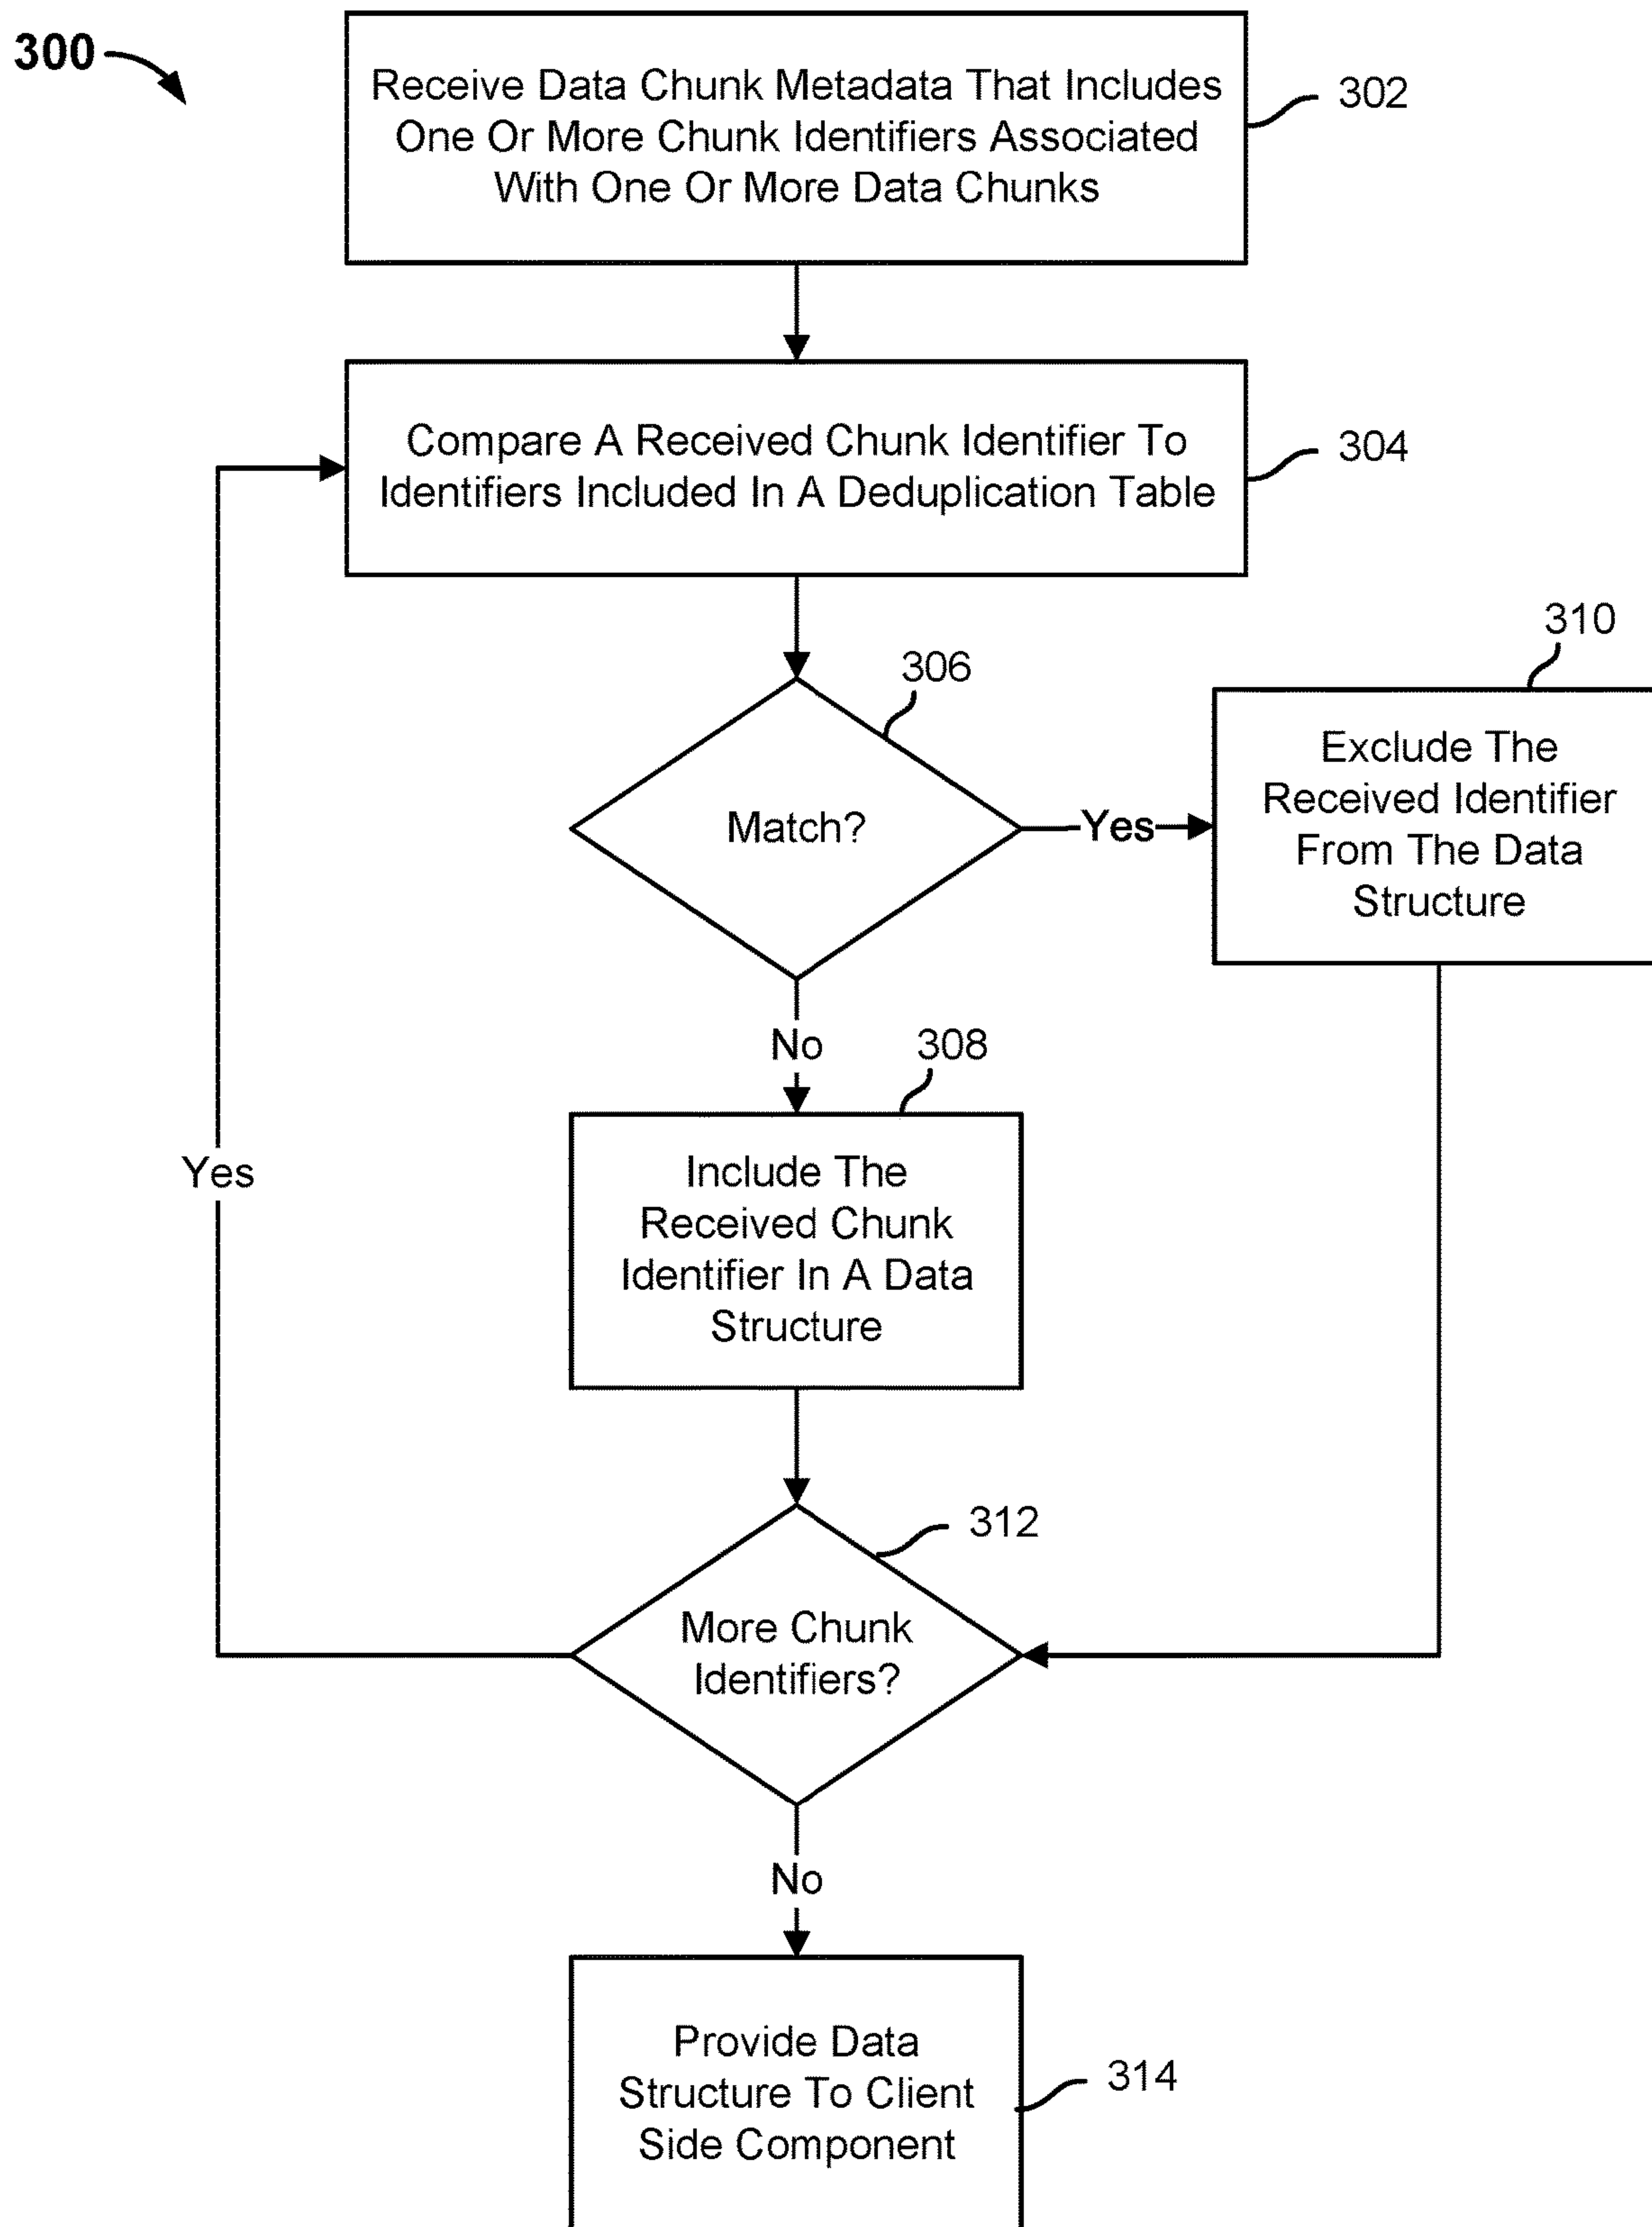 300
Receive Data Chunk Metadata That Includes
One Or More Chunk Identifiers Associated
With One Or More Data Chunks
302
Compare A Received Chunk Identifier To
Identifiers Included In A Deduplication Table
304
306
Match?
Yes
310
Exclude The
Received Identifier
From The Data
Structure
No
308
Include The
Received Chunk
Identifier In A Data
Structure
Yes
312
More Chunk
Identifiers?
No
Provide Data
Structure To Client
Side Component
314